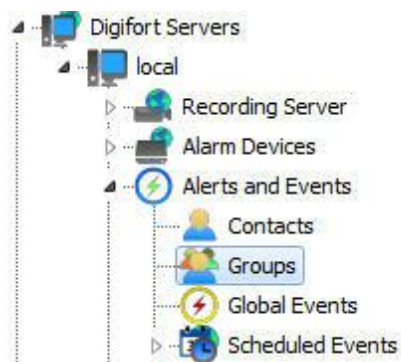 Digifort Servers
local
Recording Server
Alarm Devices
Alerts and Events
Contacts
Groups
Global Events
Scheduled Events